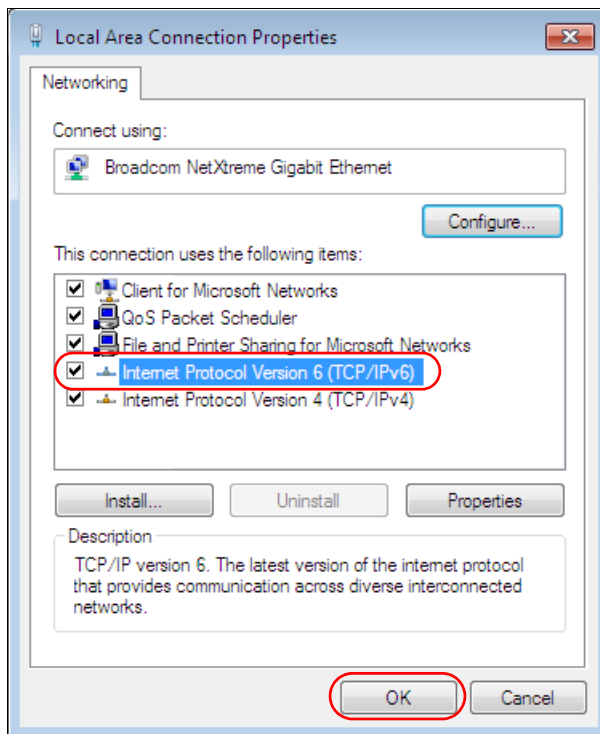 Local Area Connection Properties
Networking
Connect using:
Broadcom NetXtreme Gigabit Ethernet
Configure...
This connection uses the following items:
Client for Microsoft Networks
QoS Packet Scheduler
File and Printer Sharing for Microsoft Networks
Internet Protocol Version 6 (TCP/IPv6)
Internet Protocol Version 4 (TCP/IPv4)
Install...
Uninstall
Properties
Description
TCP/IP version 6. The latest version of the internet protocol
that provides communication across diverse interconnected
networks.
OK
Cancel